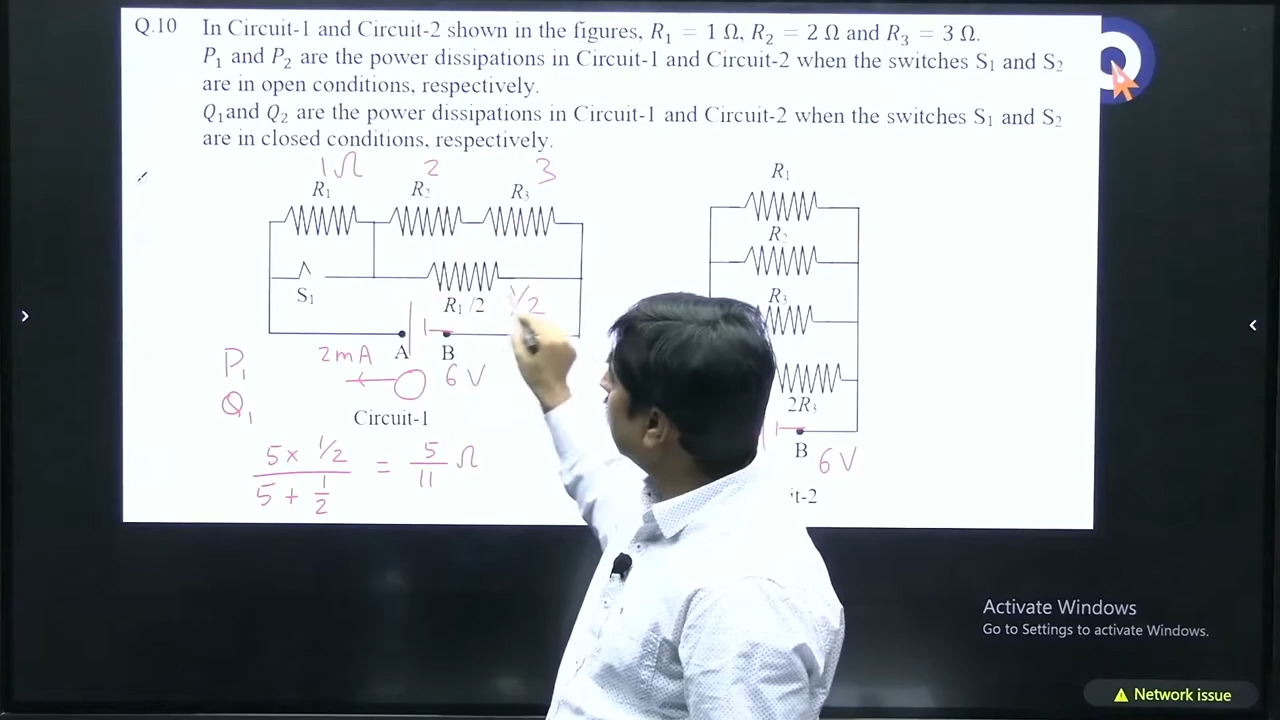 Q.10 In Circuit-1 and Circuit-2 shown in the figures, R₁ = 1 Ω, R₂ = 2 Ω and R₃ = 3 Ω.
P₁ and P₂ are the power dissipations in Circuit-1 and Circuit-2 when the switches S₁ and S₂
are in open conditions, respectively.
Q₁and Q₂ are the power dissipations in Circuit-1 and Circuit-2 when the switches S₁ and S₂
are in closed conditions, respectively.
1Ω 2 3
R₁ R₂ R₃
S₁ R₁/2 1/2
A B
2mA 6V
P₁
Q₁
Circuit-1
5 x 1/2 / 5 + 1/2 = 5/11 Ω
R₁
R₂
R₃
2R₃
B 6V
it-2
Activate Windows
Go to Settings to activate Windows.
Network issue